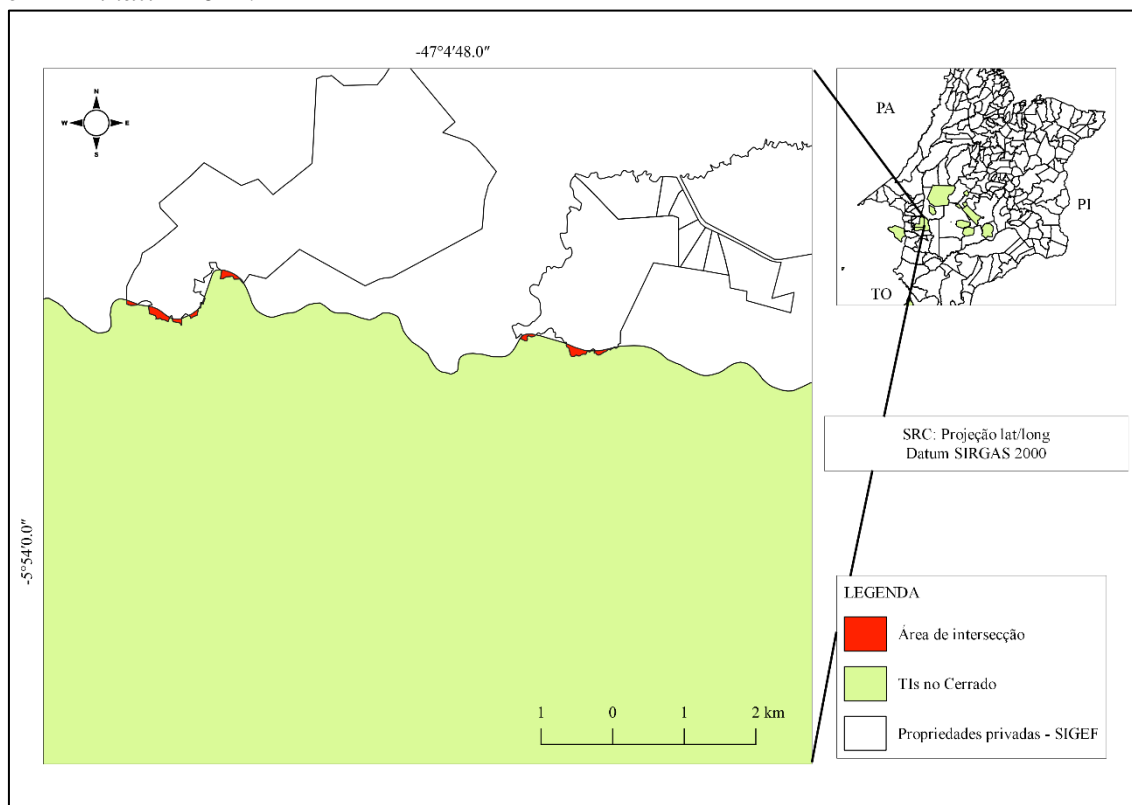 -47°4'48.0"
N
W
E
S
PA
PI
TO
-5°54'0.0"
SRC: Projeção lat/long
Datum SIRGAS 2000
LEGENDA
Área de intersecção
TIs no Cerrado
Propriedades privadas - SIGEF
1 0 1 2 km